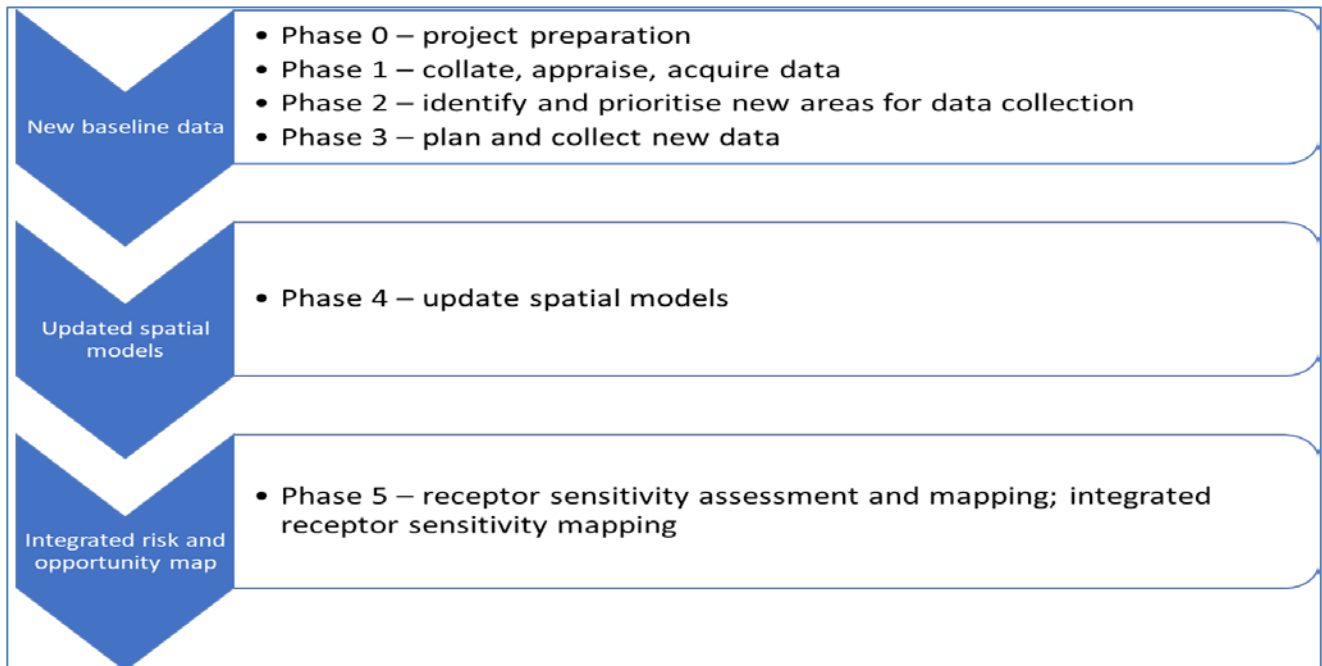 New baseline data
• Phase 0 – project preparation
• Phase 1 – collate, appraise, acquire data
• Phase 2 – identify and prioritise new areas for data collection
• Phase 3 – plan and collect new data
Updated spatial
models
• Phase 4 – update spatial models
Integrated risk and
opportunity map
• Phase 5 – receptor sensitivity assessment and mapping; integrated
receptor sensitivity mapping